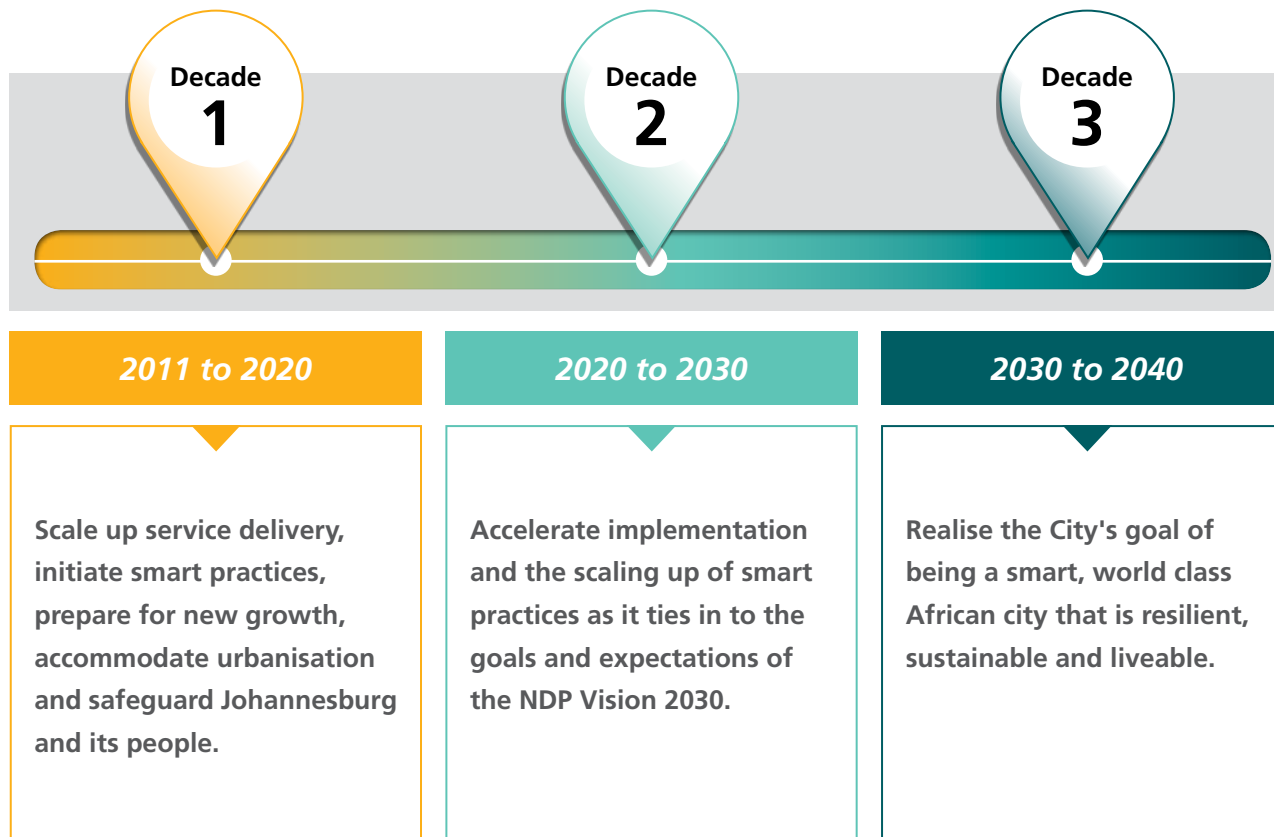 Decade
1
Decade
2
Decade
3
2011 to 2020
2020 to 2030
2030 to 2040
Scale up service delivery,
initiate smart practices,
prepare for new growth,
accommodate urbanisation
and safeguard Johannesburg
and its people.
Accelerate implementation
and the scaling up of smart
practices as it ties in to the
goals and expectations of
the NDP Vision 2030.
Realise the City's goal of
being a smart, world class
African city that is resilient,
sustainable and liveable.